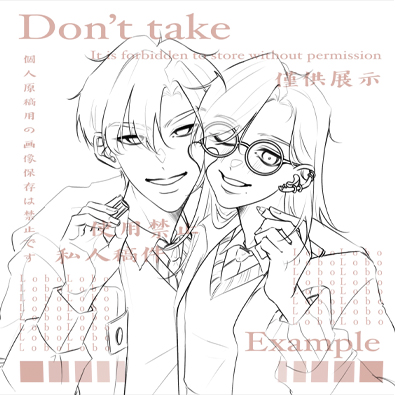 Don't take
It is forbidden to store without permission
僅供展示
個人原稿用の画像保存は禁止です
使用禁止
私人稿件
Example